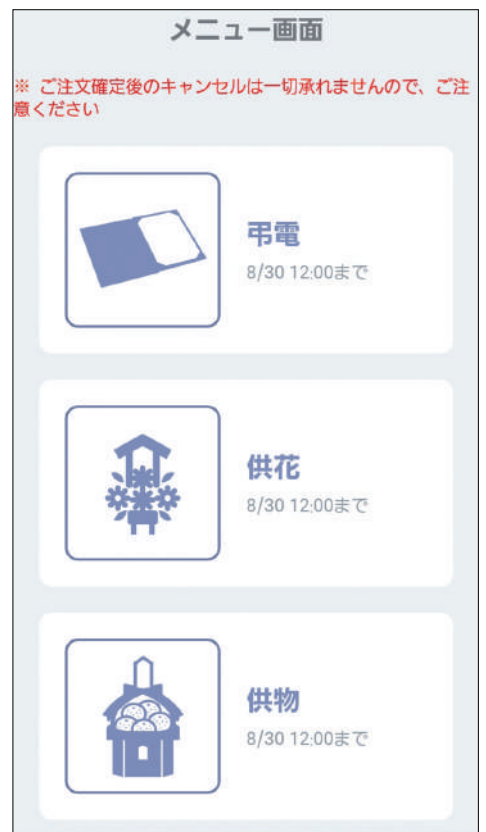 メニュー画面
※ ご注文確定後のキャンセルは一切承れませんので、ご注
意ください
弔電
8/30 12:00まで
供花
8/30 12:00まで
供物
8/30 12:00まで